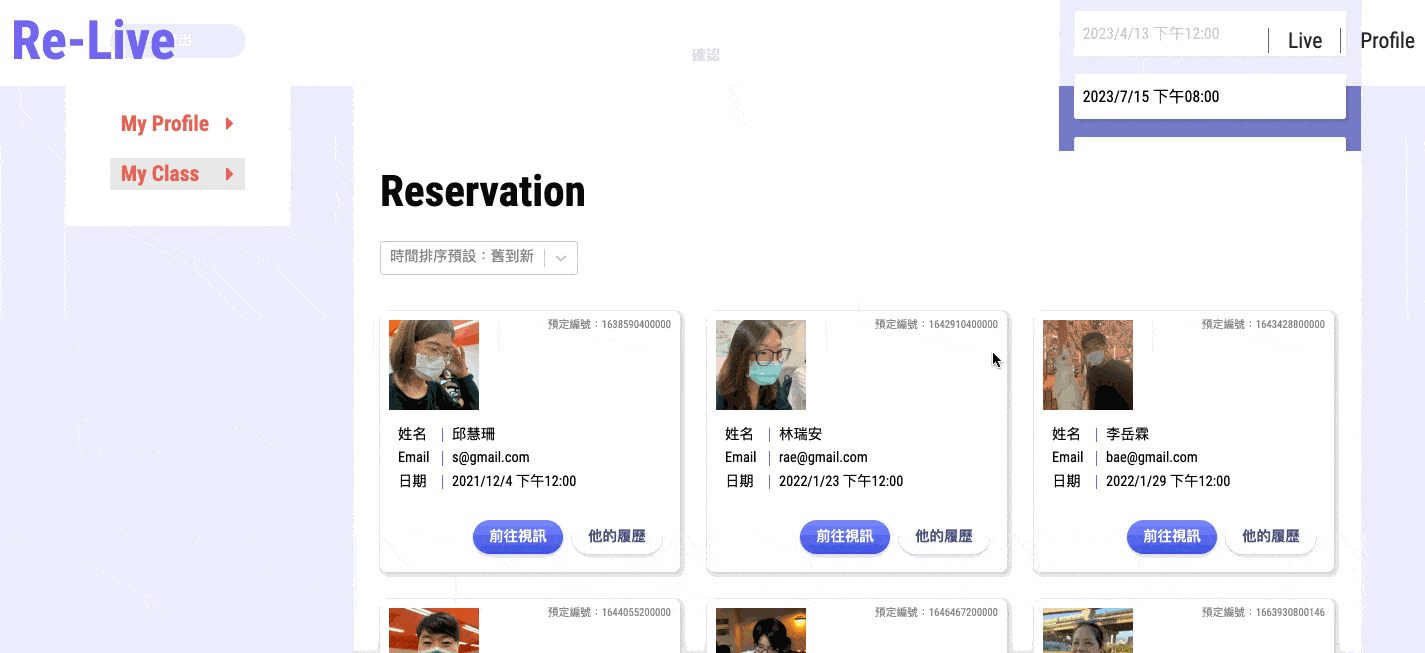 Re-Live
2023/4/13 下午12:00
Live
Profile
確認
2023/7/15 下午08:00
My Profile
My Class
Reservation
時間排序預設：舊到新
預定編號：1638590400000
姓名 邱慧珊
Email s@gmail.com
日期 2021/12/4 下午12:00
前往視訊 他的履歷
預定編號：1642910400000
姓名 林瑞安
Email rae@gmail.com
日期 2022/1/23 下午12:00
前往視訊 他的履歷
預定編號：1643428800000
姓名 李岳霖
Email bae@gmail.com
日期 2022/1/29 下午12:00
前往視訊 他的履歷
預定編號：1644055200000
預定編號：1646467200000
預定編號：1663930800146